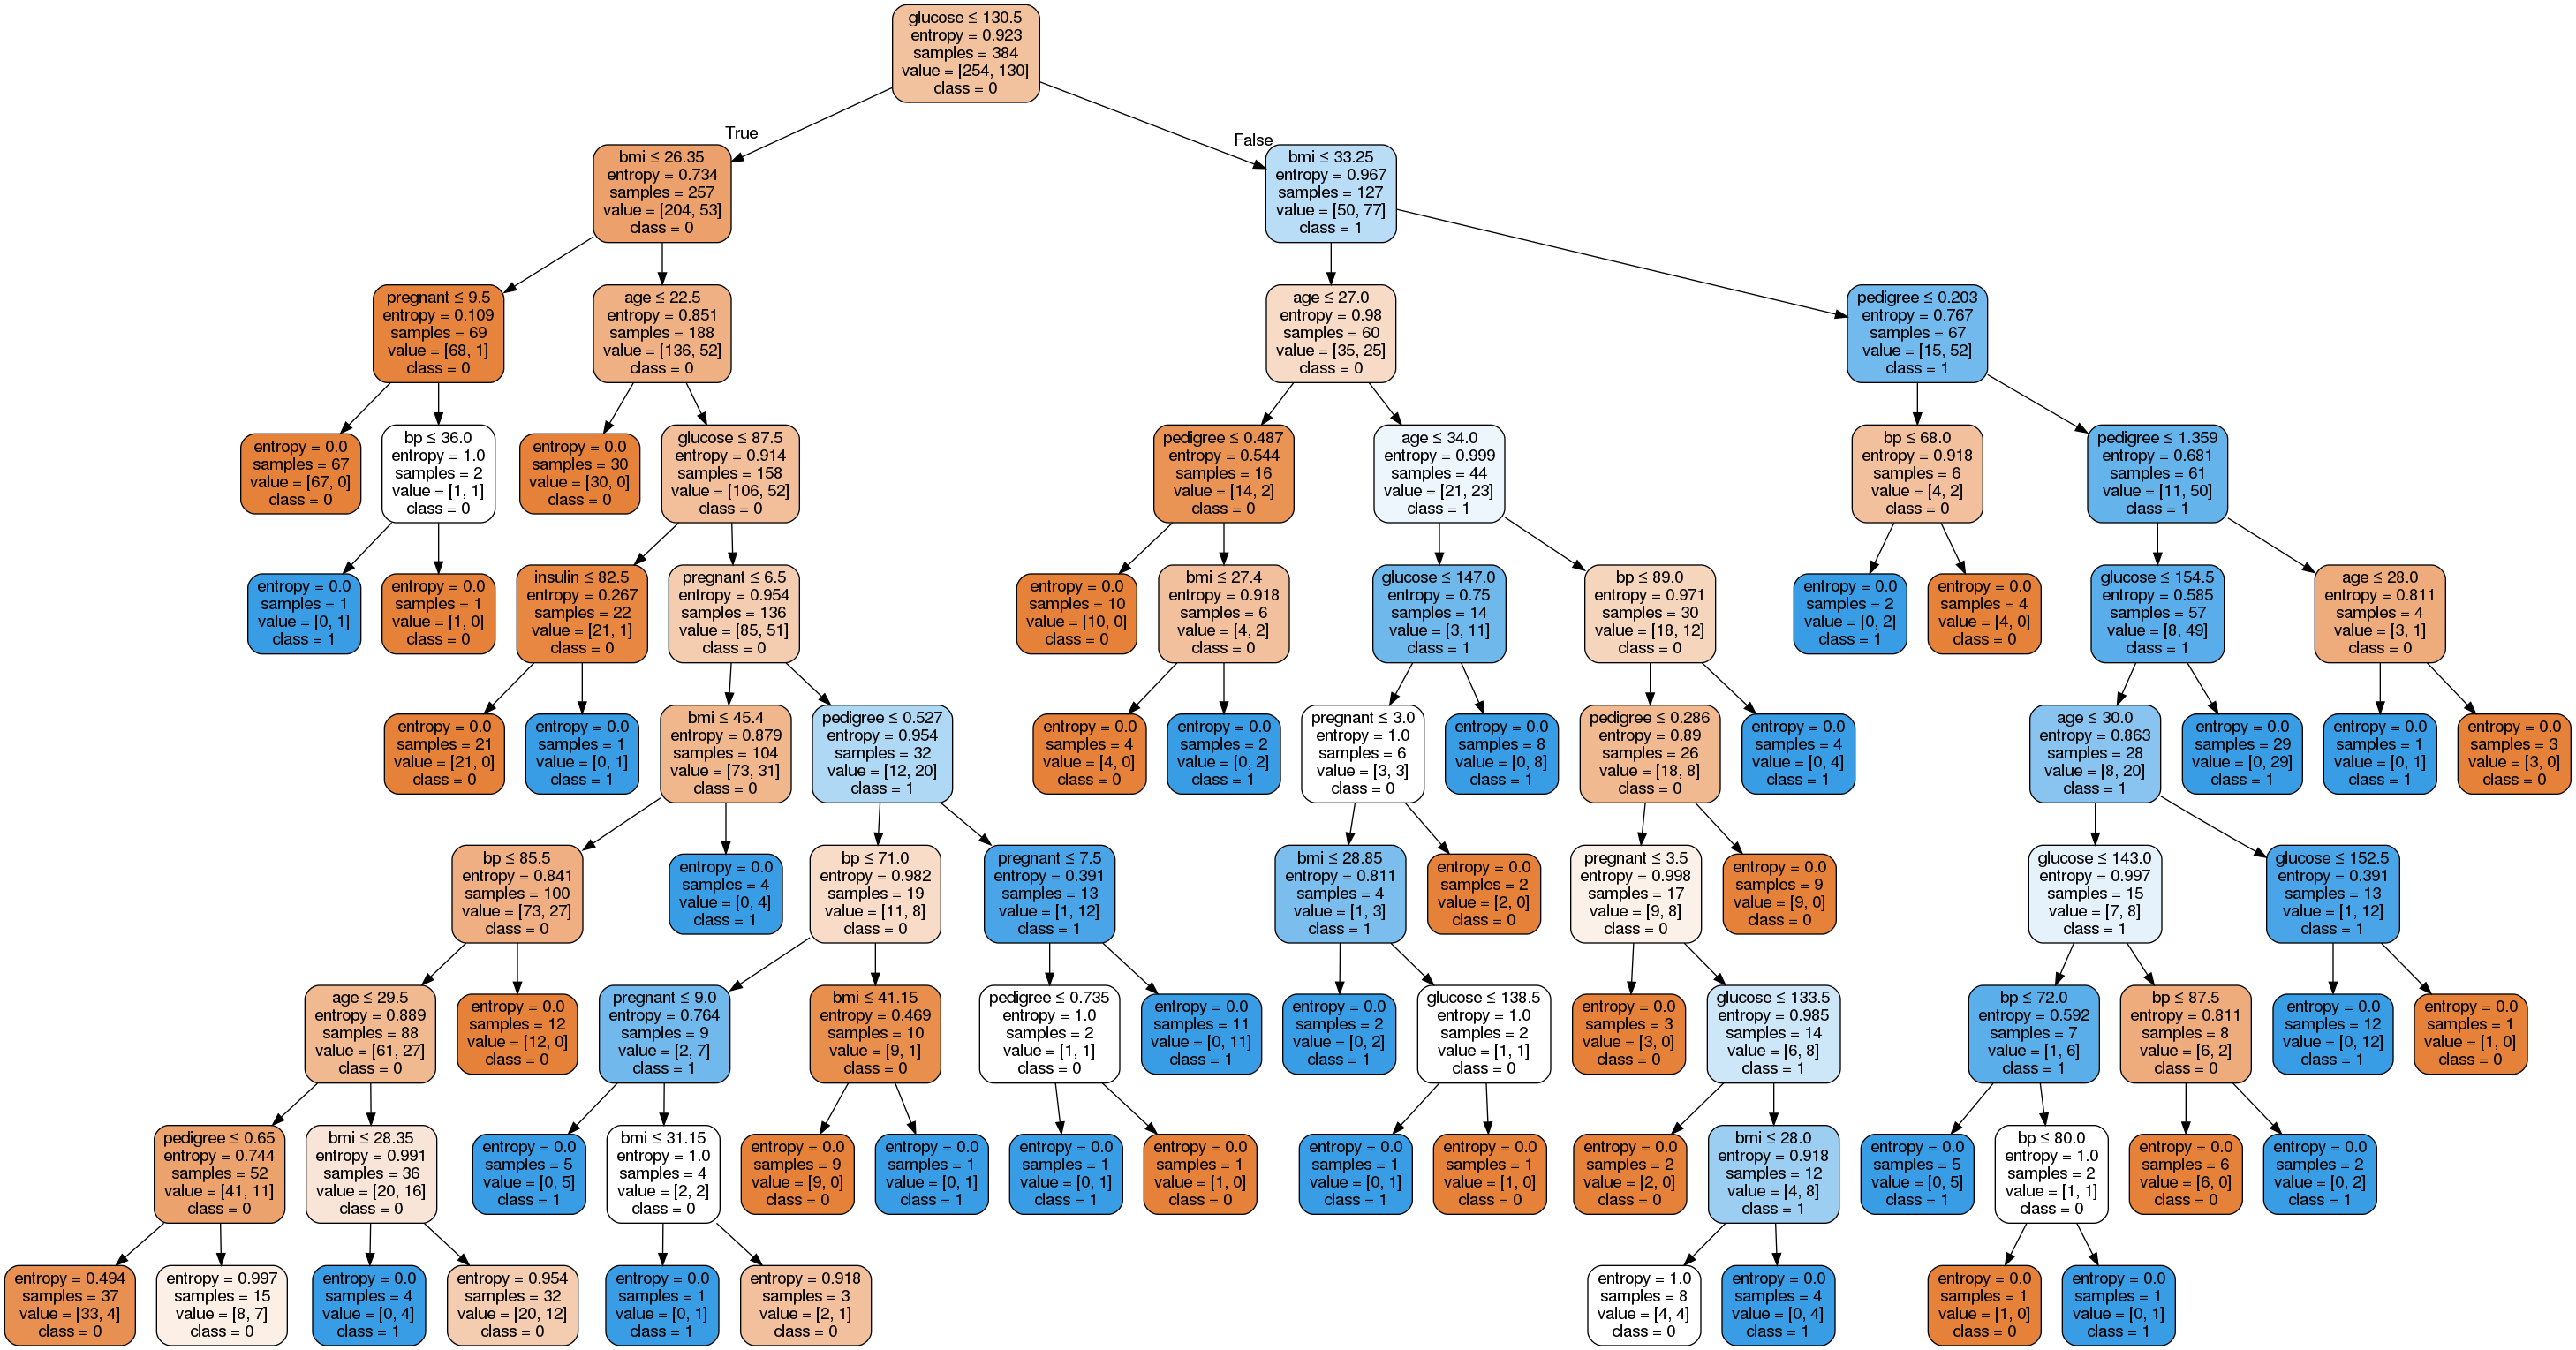 glucose ≤ 130.5
entropy = 0.923
samples = 384
value = [254, 130]
class = 0
True
False
bmi ≤ 26.35
entropy = 0.734
samples = 257
value = [204, 53]
class = 0
bmi ≤ 33.25
entropy = 0.967
samples = 127
value = [50, 77]
class = 1
pregnant ≤ 9.5
entropy = 0.109
samples = 69
value = [68, 1]
class = 0
age ≤ 22.5
entropy = 0.851
samples = 188
value = [136, 52]
class = 0
age ≤ 27.0
entropy = 0.98
samples = 60
value = [35, 25]
class = 0
pedigree ≤ 0.203
entropy = 0.767
samples = 67
value = [15, 52]
class = 1
entropy = 0.0
samples = 67
value = [67, 0]
class = 0
bp ≤ 36.0
entropy = 1.0
samples = 2
value = [1, 1]
class = 0
entropy = 0.0
samples = 30
value = [30, 0]
class = 0
glucose ≤ 87.5
entropy = 0.914
samples = 158
value = [106, 52]
class = 0
pedigree ≤ 0.487
entropy = 0.544
samples = 16
value = [14, 2]
class = 0
age ≤ 34.0
entropy = 0.999
samples = 44
value = [21, 23]
class = 1
bp ≤ 68.0
entropy = 0.918
samples = 6
value = [4, 2]
class = 0
pedigree ≤ 1.359
entropy = 0.681
samples = 61
value = [11, 50]
class = 1
entropy = 0.0
samples = 1
value = [0, 1]
class = 1
entropy = 0.0
samples = 1
value = [1, 0]
class = 0
insulin ≤ 82.5
entropy = 0.267
samples = 22
value = [21, 1]
class = 0
pregnant ≤ 6.5
entropy = 0.954
samples = 136
value = [85, 51]
class = 0
entropy = 0.0
samples = 10
value = [10, 0]
class = 0
bmi ≤ 27.4
entropy = 0.918
samples = 6
value = [4, 2]
class = 0
glucose ≤ 147.0
entropy = 0.75
samples = 14
value = [3, 11]
class = 1
bp ≤ 89.0
entropy = 0.971
samples = 30
value = [18, 12]
class = 0
entropy = 0.0
samples = 2
value = [0, 2]
class = 1
entropy = 0.0
samples = 4
value = [4, 0]
class = 0
glucose ≤ 154.5
entropy = 0.585
samples = 57
value = [8, 49]
class = 1
age ≤ 28.0
entropy = 0.811
samples = 4
value = [3, 1]
class = 0
entropy = 0.0
samples = 21
value = [21, 0]
class = 0
entropy = 0.0
samples = 1
value = [0, 1]
class = 1
bmi ≤ 45.4
entropy = 0.879
samples = 104
value = [73, 31]
class = 0
pedigree ≤ 0.527
entropy = 0.954
samples = 32
value = [12, 20]
class = 1
entropy = 0.0
samples = 4
value = [4, 0]
class = 0
entropy = 0.0
samples = 2
value = [0, 2]
class = 1
pregnant ≤ 3.0
entropy = 1.0
samples = 6
value = [3, 3]
class = 0
entropy = 0.0
samples = 8
value = [0, 8]
class = 1
pedigree ≤ 0.286
entropy = 0.89
samples = 26
value = [18, 8]
class = 0
entropy = 0.0
samples = 4
value = [0, 4]
class = 1
age ≤ 30.0
entropy = 0.863
samples = 28
value = [8, 20]
class = 1
entropy = 0.0
samples = 29
value = [0, 29]
class = 1
entropy = 0.0
samples = 1
value = [0, 1]
class = 1
entropy = 0.0
samples = 3
value = [3, 0]
class = 0
bp ≤ 85.5
entropy = 0.841
samples = 100
value = [73, 27]
class = 0
entropy = 0.0
samples = 4
value = [0, 4]
class = 1
bp ≤ 71.0
entropy = 0.982
samples = 19
value = [11, 8]
class = 0
pregnant ≤ 7.5
entropy = 0.391
samples = 13
value = [1, 12]
class = 1
bmi ≤ 28.85
entropy = 0.811
samples = 4
value = [1, 3]
class = 1
entropy = 0.0
samples = 2
value = [2, 0]
class = 0
pregnant ≤ 3.5
entropy = 0.998
samples = 17
value = [9, 8]
class = 0
entropy = 0.0
samples = 9
value = [9, 0]
class = 0
glucose ≤ 143.0
entropy = 0.997
samples = 15
value = [7, 8]
class = 1
glucose ≤ 152.5
entropy = 0.391
samples = 13
value = [1, 12]
class = 1
age ≤ 29.5
entropy = 0.889
samples = 88
value = [61, 27]
class = 0
entropy = 0.0
samples = 12
value = [12, 0]
class = 0
pregnant ≤ 9.0
entropy = 0.764
samples = 9
value = [2, 7]
class = 1
bmi ≤ 41.15
entropy = 0.469
samples = 10
value = [9, 1]
class = 0
pedigree ≤ 0.735
entropy = 1.0
samples = 2
value = [1, 1]
class = 0
entropy = 0.0
samples = 11
value = [0, 11]
class = 1
entropy = 0.0
samples = 2
value = [0, 2]
class = 1
glucose ≤ 138.5
entropy = 1.0
samples = 2
value = [1, 1]
class = 0
entropy = 0.0
samples = 3
value = [3, 0]
class = 0
glucose ≤ 133.5
entropy = 0.985
samples = 14
value = [6, 8]
class = 1
bp ≤ 72.0
entropy = 0.592
samples = 7
value = [1, 6]
class = 1
bp ≤ 87.5
entropy = 0.811
samples = 8
value = [6, 2]
class = 0
entropy = 0.0
samples = 12
value = [0, 12]
class = 1
entropy = 0.0
samples = 1
value = [1, 0]
class = 0
pedigree ≤ 0.65
entropy = 0.744
samples = 52
value = [41, 11]
class = 0
bmi ≤ 28.35
entropy = 0.991
samples = 36
value = [20, 16]
class = 0
entropy = 0.0
samples = 5
value = [0, 5]
class = 1
bmi ≤ 31.15
entropy = 1.0
samples = 4
value = [2, 2]
class = 0
entropy = 0.0
samples = 9
value = [9, 0]
class = 0
entropy = 0.0
samples = 1
value = [0, 1]
class = 1
entropy = 0.0
samples = 1
value = [0, 1]
class = 1
entropy = 0.0
samples = 1
value = [1, 0]
class = 0
entropy = 0.0
samples = 1
value = [0, 1]
class = 1
entropy = 0.0
samples = 1
value = [1, 0]
class = 0
entropy = 0.0
samples = 2
value = [2, 0]
class = 0
bmi ≤ 28.0
entropy = 0.918
samples = 12
value = [4, 8]
class = 1
entropy = 0.0
samples = 5
value = [0, 5]
class = 1
bp ≤ 80.0
entropy = 1.0
samples = 2
value = [1, 1]
class = 0
entropy = 0.0
samples = 6
value = [6, 0]
class = 0
entropy = 0.0
samples = 2
value = [0, 2]
class = 1
entropy = 0.494
samples = 37
value = [33, 4]
class = 0
entropy = 0.997
samples = 15
value = [8, 7]
class = 0
entropy = 0.0
samples = 4
value = [0, 4]
class = 1
entropy = 0.954
samples = 32
value = [20, 12]
class = 0
entropy = 0.0
samples = 1
value = [0, 1]
class = 1
entropy = 0.918
samples = 3
value = [2, 1]
class = 0
entropy = 1.0
samples = 8
value = [4, 4]
class = 0
entropy = 0.0
samples = 4
value = [0, 4]
class = 1
entropy = 0.0
samples = 1
value = [1, 0]
class = 0
entropy = 0.0
samples = 1
value = [0, 1]
class = 1